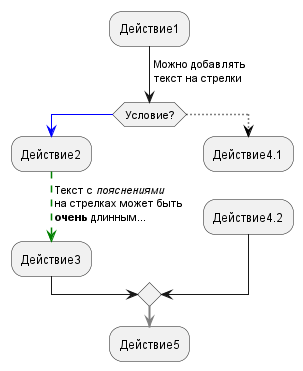 Действие1
Можно добавлять
текст на стрелки
Условие?
Действие2
Действие4.1
Текст с пояснениями
на стрелках может быть
очень длинным...
Действие4.2
Действие3
Действие5